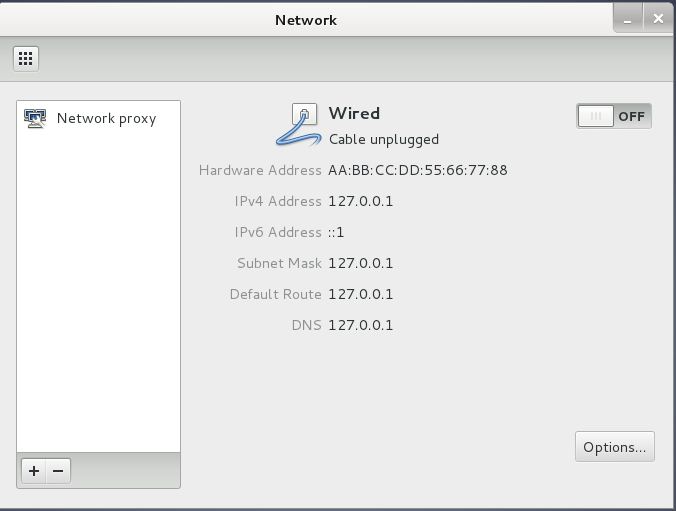 Network
Network proxy
Wired
OFF
Cable unplugged
Hardware Address AA:BB:CC:DD:55:66:77:88
IPv4 Address 127.0.0.1
IPv6 Address ::1
Subnet Mask 127.0.0.1
Default Route 127.0.0.1
DNS 127.0.0.1
Options...